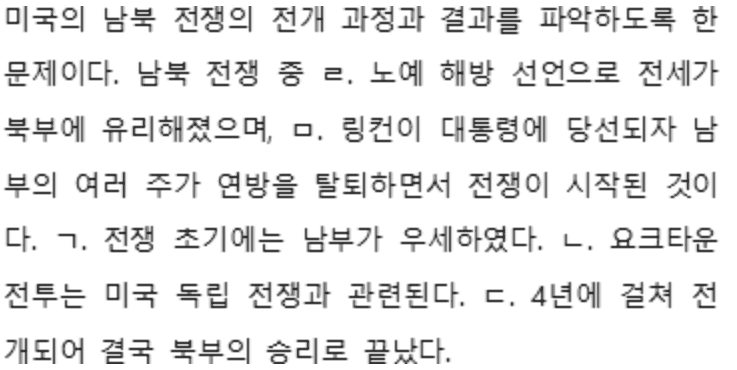 미국의 남북 전쟁의 전개 과정과 결과를 파악하도록 한
문제이다. 남북 전쟁 중 ㄹ. 노예 해방 선언으로 전세가
북부에 유리해졌으며, ㅁ. 링컨이 대통령에 당선되자 남
부의 여러 주가 연방을 탈퇴하면서 전쟁이 시작된 것이
다. ㄱ. 전쟁 초기에는 남부가 우세하였다. ㄴ. 요크타운
전투는 미국 독립 전쟁과 관련된다. ㄷ. 4년에 걸쳐 전
개되어 결국 북부의 승리로 끝났다.